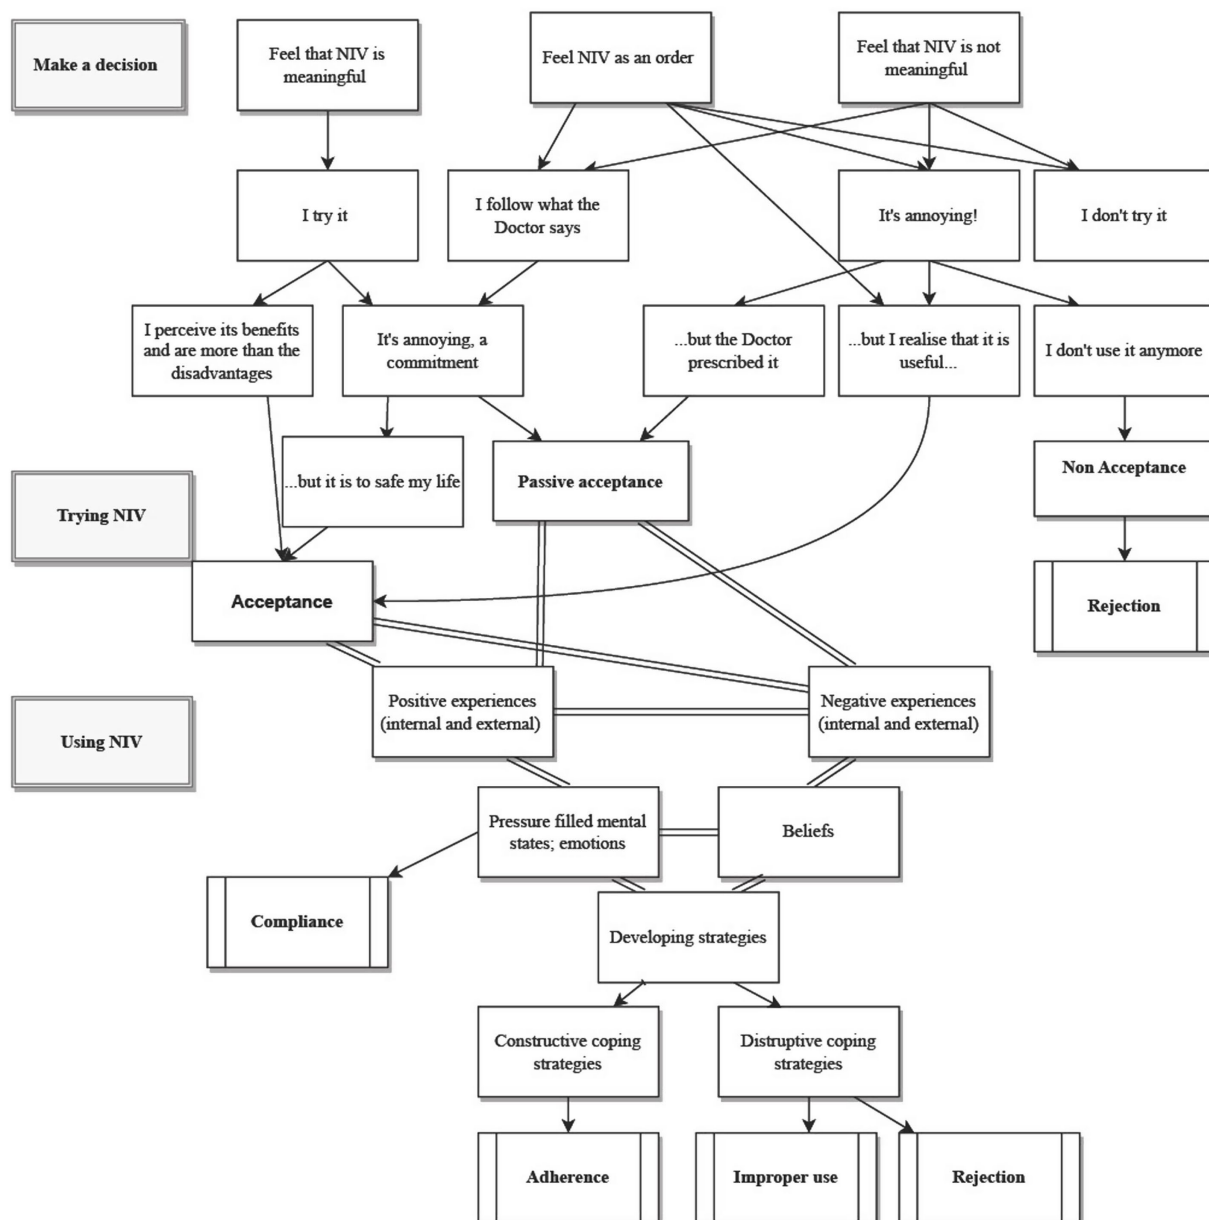 Make a decision
Feel that NIV is
meaningful
Feel NIV as an order
Feel that NIV is not
meaningful
I try it
I follow what the
Doctor says
It's annoying!
I don't try it
I perceive its benefits
and are more than the
disadvantages
It's annoying, a
commitment
...but the Doctor
prescribed it
...but I realise that it is
useful...
I don't use it anymore
Trying NIV
...but it is to safe my life
Passive acceptance
Non Acceptance
Acceptance
Rejection
Using NIV
Positive experiences
(internal and external)
Negative experiences
(internal and external)
Pressure filled mental
states; emotions
Beliefs
Compliance
Developing strategies
Constructive coping
strategies
Distruptive coping
strategies
Adherence
Improper use
Rejection